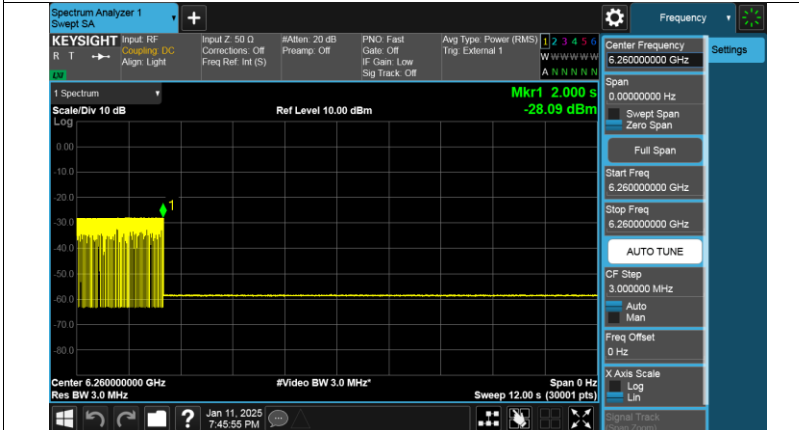 Spectrum Analyzer 1
Swept SA
+
Frequency
KEYSIGHT
R T
LXI
Input: RF
Coupling: DC
Align: Light
Input Z: 50 Ω
Corrections: Off
Freq Ref: Int (S)
#Atten: 20 dB
Preamp: Off
PNO: Fast
Gate: Off
IF Gain: Low
Sig Track: Off
Avg Type: Power (RMS)
Trig: External 1
1 2 3 4 5 6
W W W W W W
A N N N N N
1 Spectrum
Scale/Div 10 dB
Log
Ref Level 10.00 dBm
Mkr1 2.000 s
-28.09 dBm
0.00
-10.0
-20.0
-30.0
-40.0
-50.0
-60.0
-70.0
-80.0
1
Center 6.260000000 GHz
Res BW 3.0 MHz
#Video BW 3.0 MHz*
Span 0 Hz
Sweep 12.00 s (30001 pts)
?
Jan 11, 2025
7:45:55 PM
Center Frequency
6.260000000 GHz
Span
0.00000000 Hz
Swept Span
Zero Span
Full Span
Start Freq
6.260000000 GHz
Stop Freq
6.260000000 GHz
AUTO TUNE
CF Step
3.000000 MHz
Auto
Man
Freq Offset
0 Hz
X Axis Scale
Log
Lin
Signal Track
(Span Zoom)
Settings